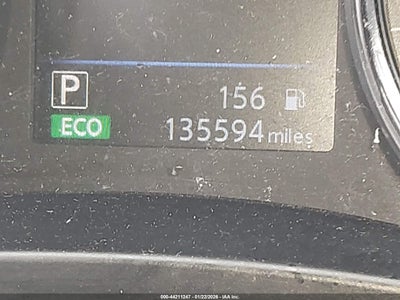 P 156
ECO 135594 miles
000-44211247 - 01/22/2026 - IAA Inc.